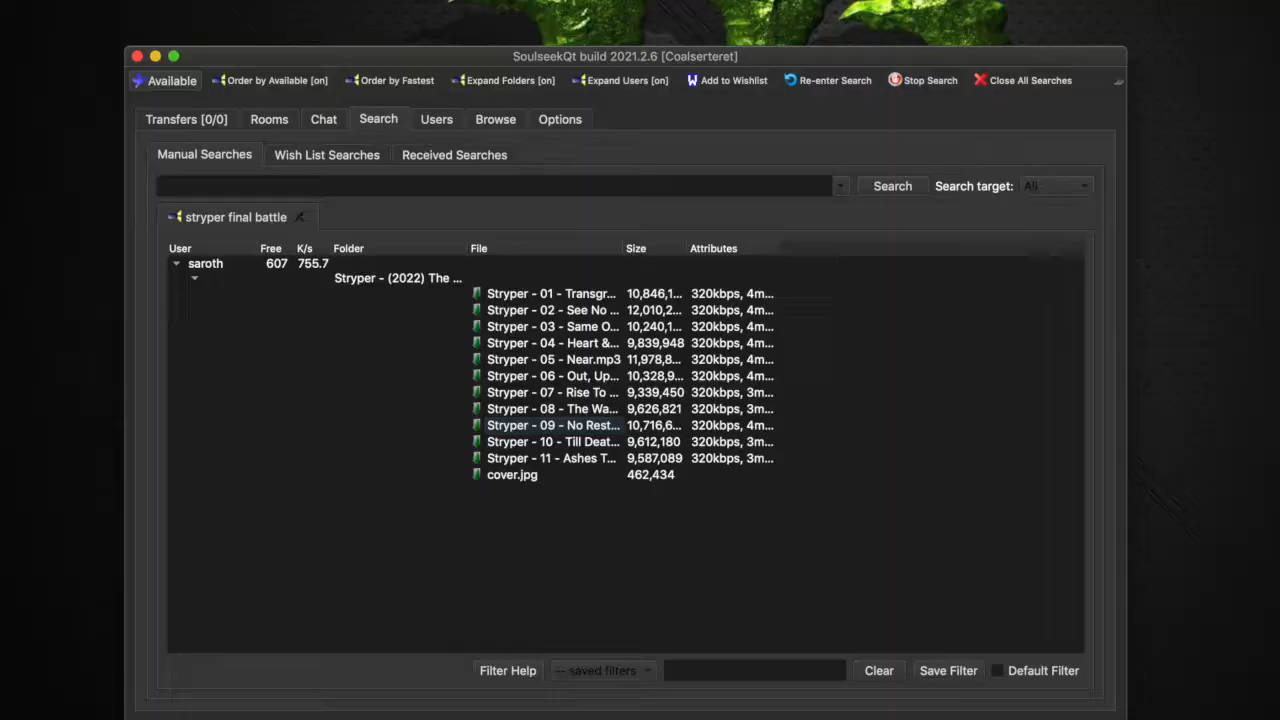 SoulseekQt build 2021.2.6 [Coalserteret]
Available Order by Available [on] Order by Fastest Expand Folders [on] Expand Users [on] Add to Wishlist Re-enter Search Stop Search Close All Searches
Transfers [0/0] Rooms Chat Search Users Browse Options
Manual Searches Wish List Searches Received Searches
Search Search target: All
stryper final battle
User Free K/s Folder File Size Attributes
saroth 607 755.7
Stryper - (2022) The ...
Stryper - 01 - Transgr... 10,846,1... 320kbps, 4m...
Stryper - 02 - See No ... 12,010,2... 320kbps, 4m...
Stryper - 03 - Same O... 10,240,1... 320kbps, 4m...
Stryper - 04 - Heart &... 9,839,948 320kbps, 4m...
Stryper - 05 - Near.mp3 11,978,8... 320kbps, 4m...
Stryper - 06 - Out, Up... 10,328,9... 320kbps, 4m...
Stryper - 07 - Rise To ... 9,339,450 320kbps, 3m...
Stryper - 08 - The Wa... 9,626,821 320kbps, 3m...
Stryper - 09 - No Rest... 10,716,6... 320kbps, 4m...
Stryper - 10 - Till Deat... 9,612,180 320kbps, 3m...
Stryper - 11 - Ashes T... 9,587,089 320kbps, 3m...
cover.jpg 462,434
Filter Help -- saved filters -- Clear Save Filter Default Filter